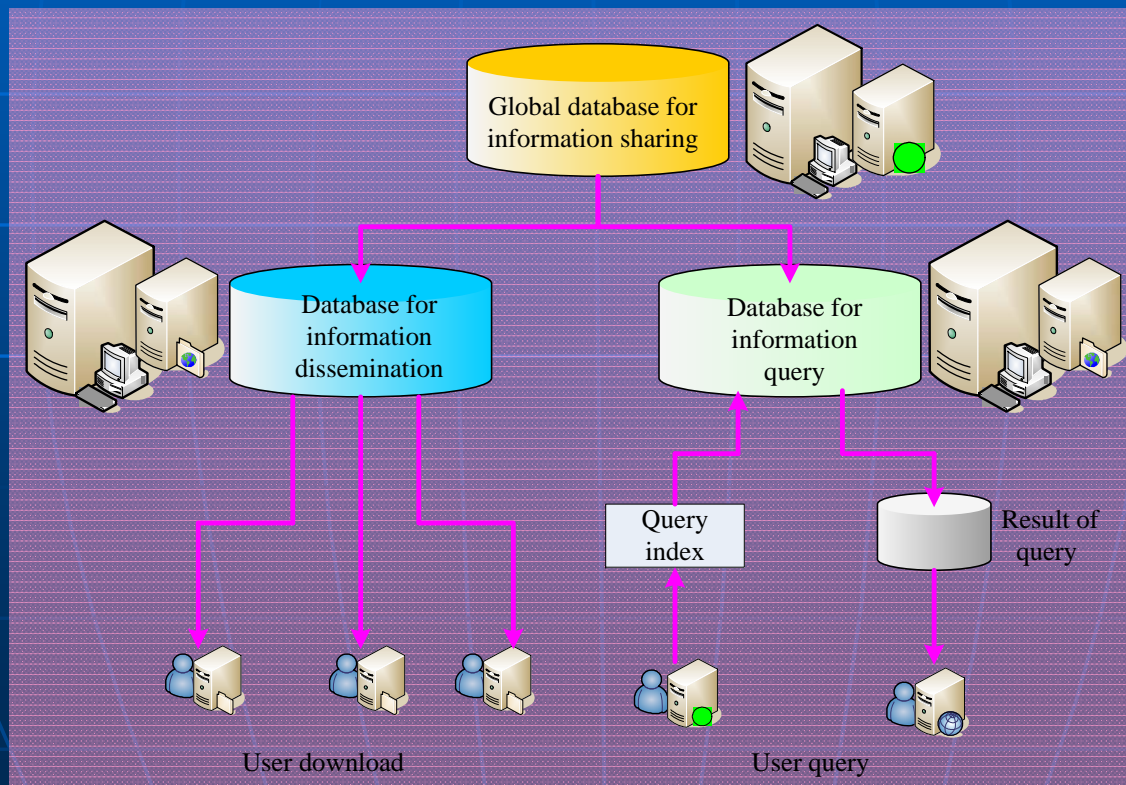 Global database for
information sharing
Database for
information
dissemination
Database for
information
query
Query
index
Result of
query
User download
User query